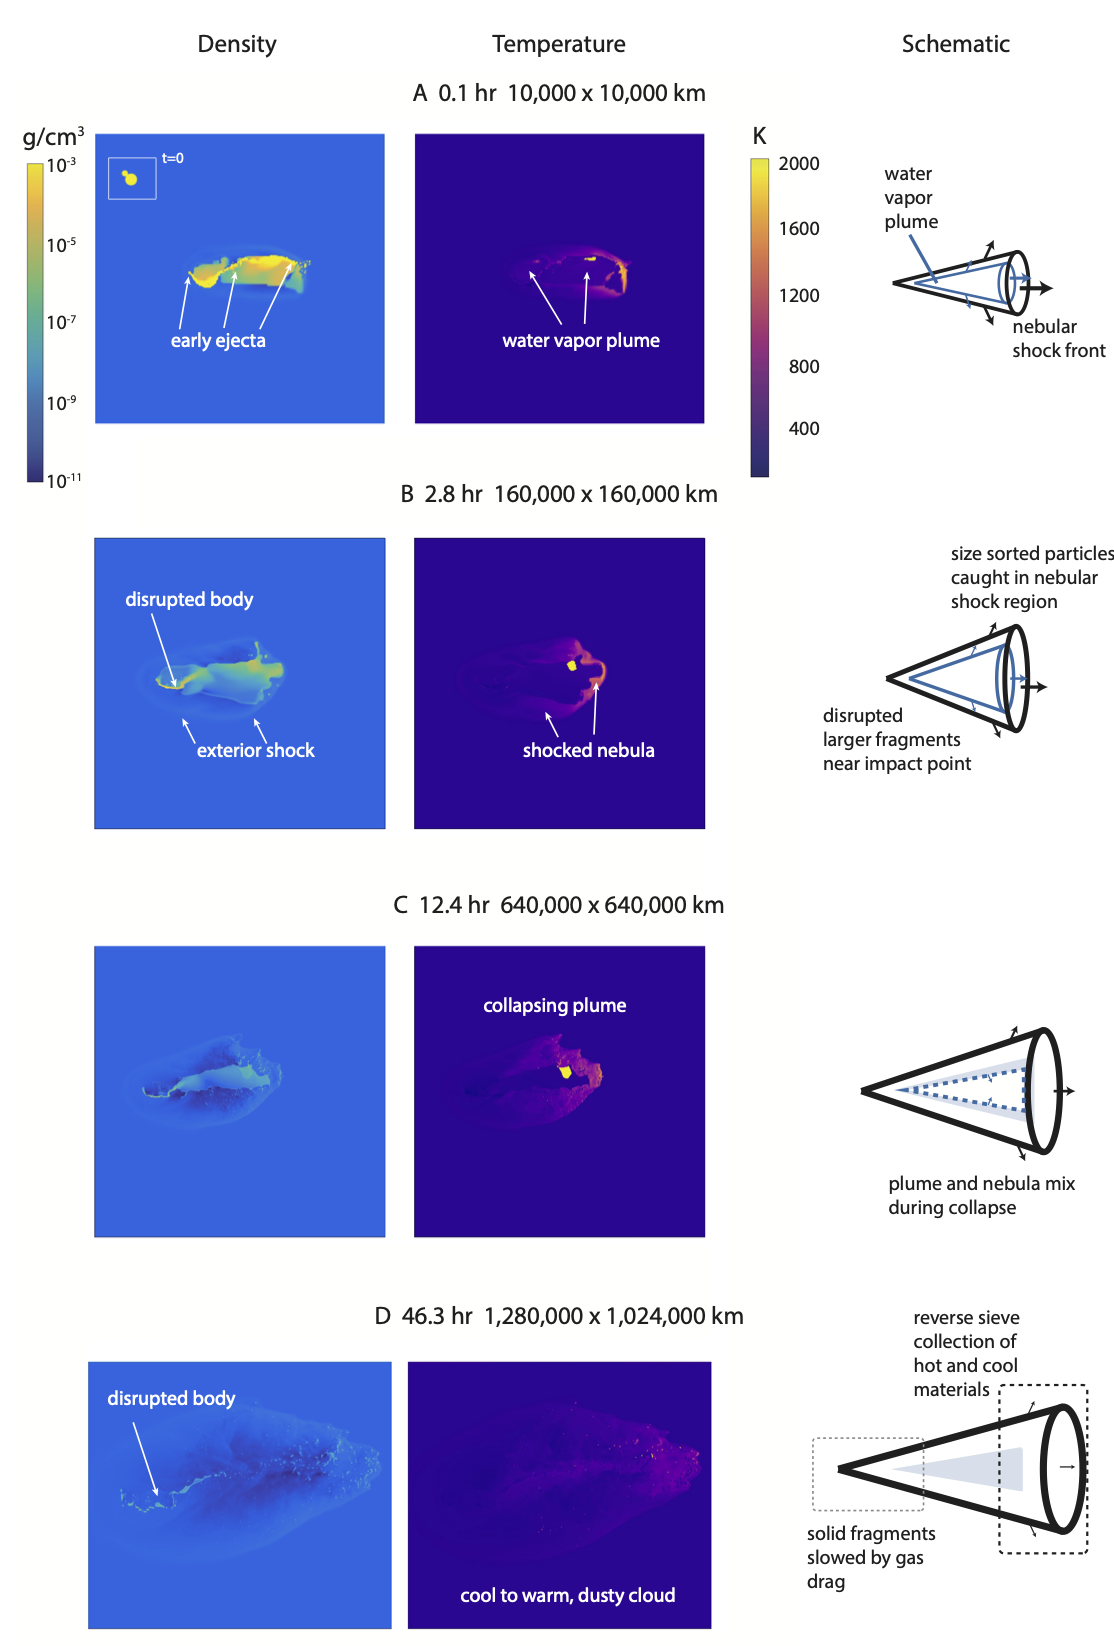 Density
Temperature
Schematic
A 0.1 hr 10,000 x 10,000 km
g/cm³
10⁻³
10⁻⁵
10⁻⁷
10⁻⁹
10⁻¹¹
t=0
early ejecta
water vapor plume
K
2000
1600
1200
800
400
water
vapor
plume
nebular
shock front
B 2.8 hr 160,000 x 160,000 km
disrupted body
exterior shock
shocked nebula
size sorted particles
caught in nebular
shock region
disrupted
larger fragments
near impact point
C 12.4 hr 640,000 x 640,000 km
collapsing plume
plume and nebula mix
during collapse
D 46.3 hr 1,280,000 x 1,024,000 km
disrupted body
cool to warm, dusty cloud
reverse sieve
collection of
hot and cool
materials
solid fragments
slowed by gas
drag